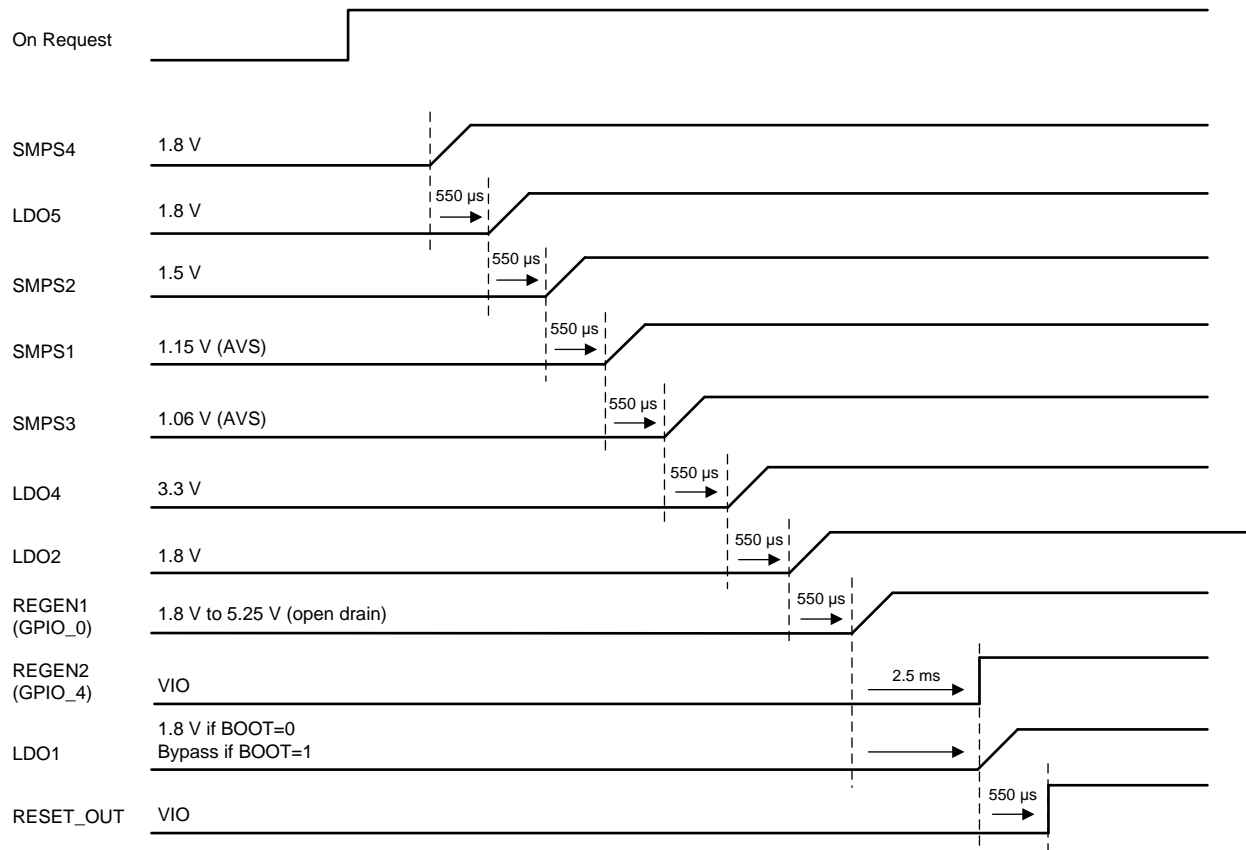 On Request
SMPS4
1.8 V
550 µs
LDO5
1.8 V
550 µs
SMPS2
1.5 V
550 µs
SMPS1
1.15 V (AVS)
550 µs
SMPS3
1.06 V (AVS)
550 µs
LDO4
3.3 V
550 µs
LDO2
1.8 V
550 µs
REGEN1
(GPIO_0)
1.8 V to 5.25 V (open drain)
REGEN2
(GPIO_4)
VIO
2.5 ms
LDO1
1.8 V if BOOT=0
Bypass if BOOT=1
550 µs
RESET_OUT
VIO